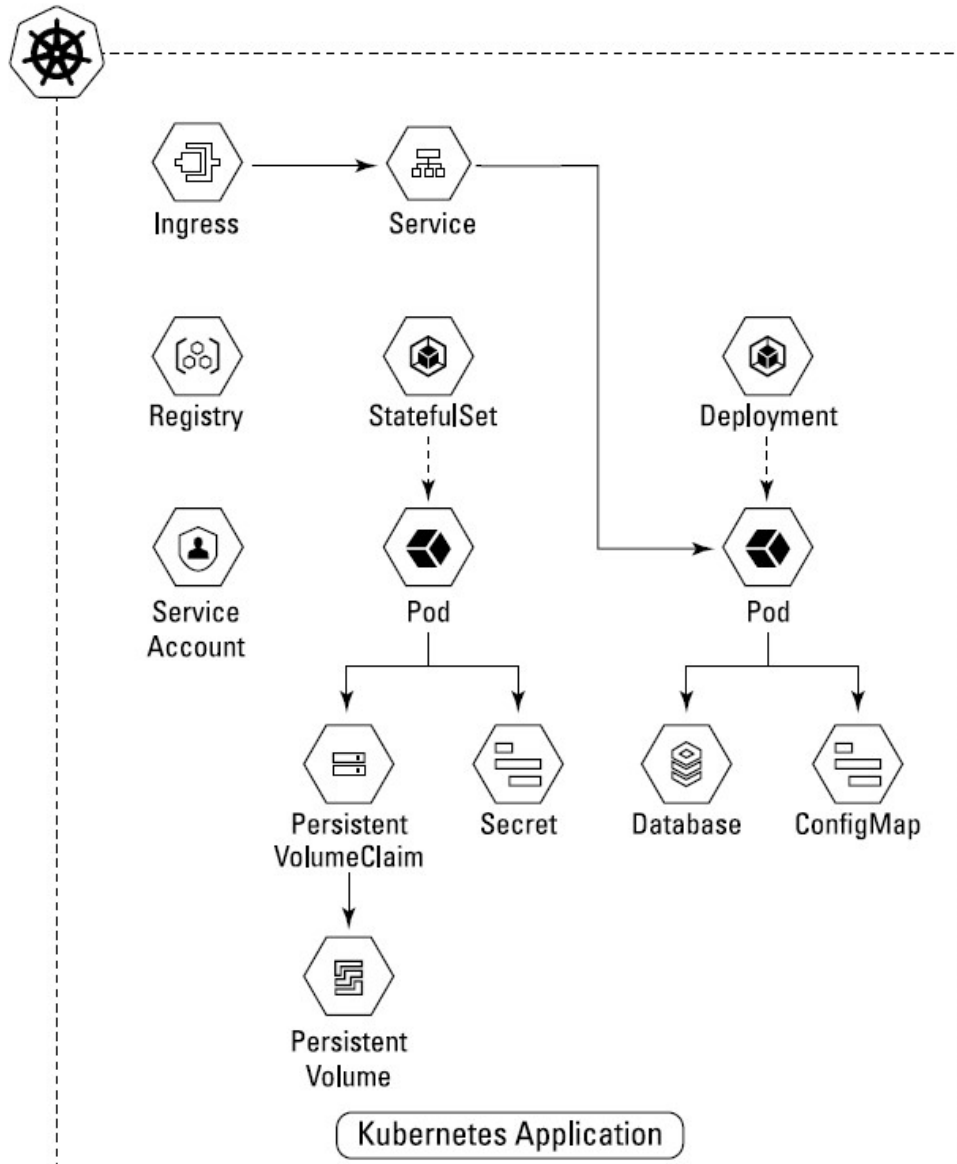 Ingress
Service
Registry
StatefulSet
Deployment
Service
Account
Pod
Pod
Persistent
VolumeClaim
Secret
Database
ConfigMap
Persistent
Volume
Kubernetes Application